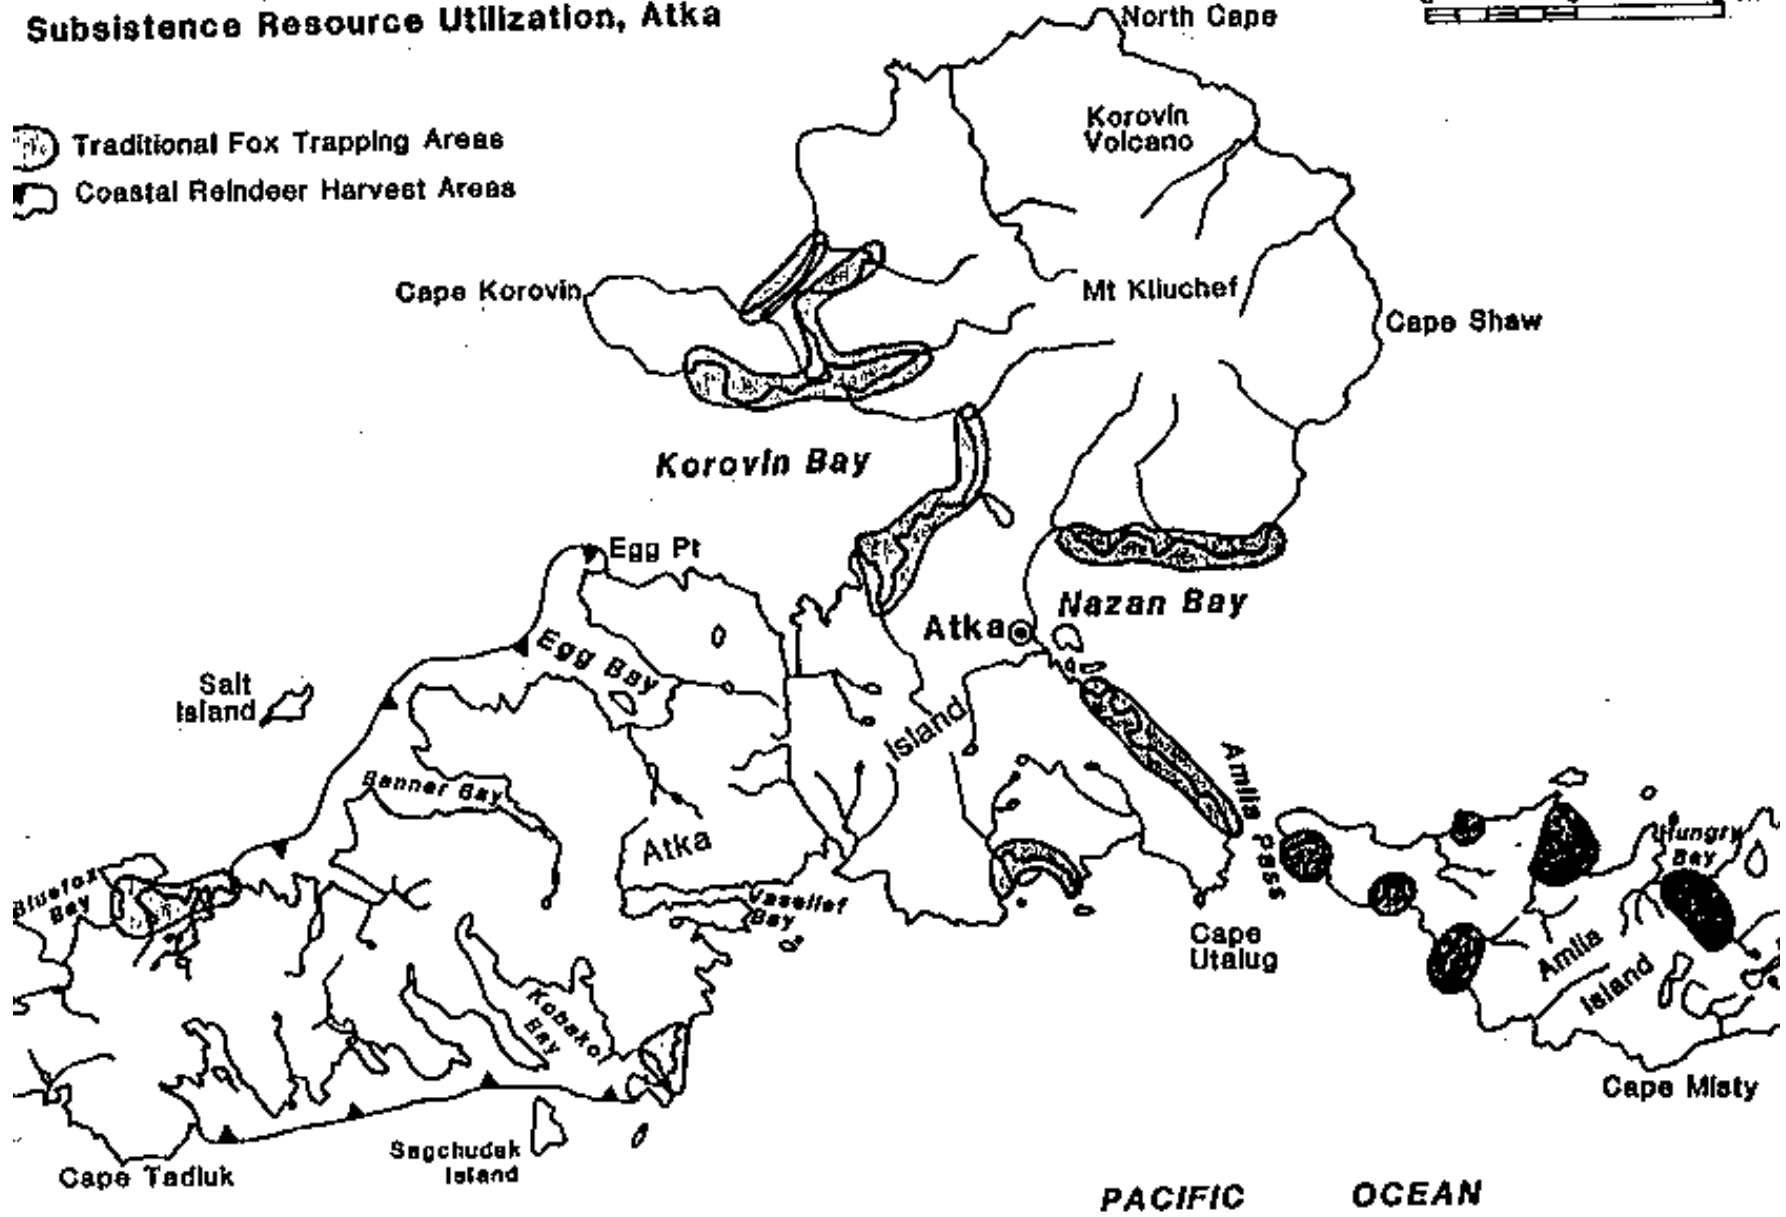 Subsistence Resource Utilization, Atka
North Cape
Korovin
Volcano
Traditional Fox Trapping Areas
Coastal Reindeer Harvest Areas
Cape Korovin
Mt Kliuchef
Cape Shaw
Korovin Bay
Egg Pt
Nazan Bay
Atka
Egg Bay
Salt
Island
Island
Amlia Pass
Banner Bay
Atka
Hungry
Bay
Bluefox
Bay
Vasilief
Bay
Cape
Utalug
Amlia
Island
Kobako
Bay
Cape Misty
Sagchudak
Island
Cape Tadluk
PACIFIC OCEAN